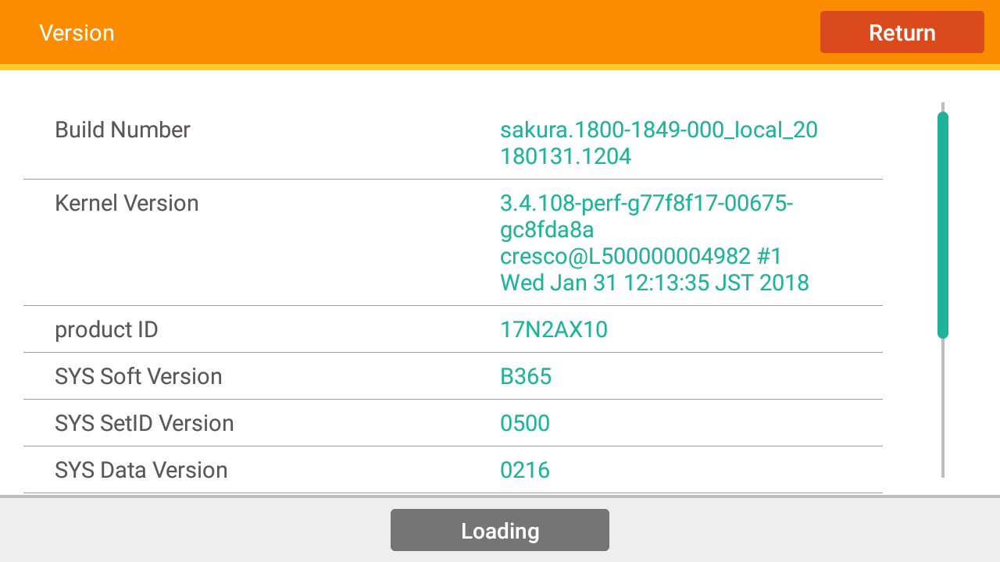 Version
Return
Build Number
sakura.1800-1849-000_local_20
180131.1204
Kernel Version
3.4.108-perf-g77f8f17-00675-
gc8fda8a
cresco@L500000004982 #1
Wed Jan 31 12:13:35 JST 2018
product ID
17N2AX10
SYS Soft Version
B365
SYS SetID Version
0500
SYS Data Version
0216
Loading